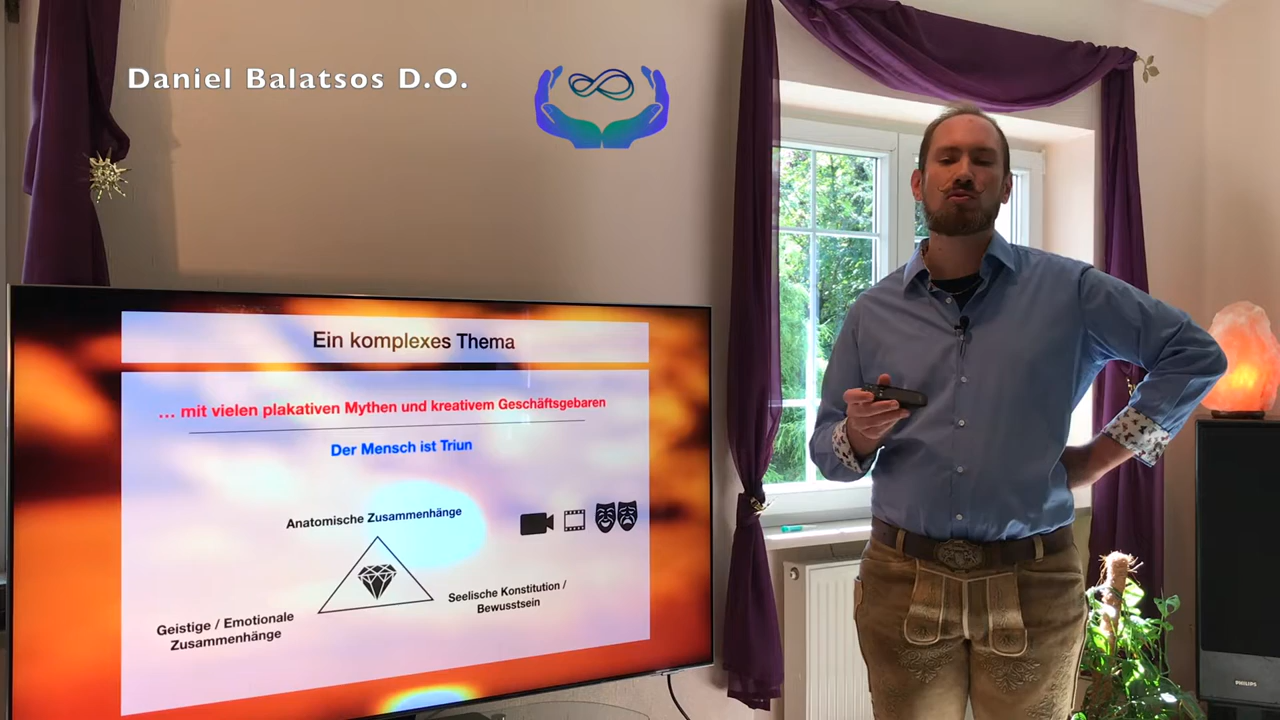 Daniel Balatsos D.O.
Ein komplexes Thema
... mit vielen plakativen Mythen und kreativem Geschäftsgebaren
Der Mensch ist Triun
Anatomische Zusammenhänge
Seelische Konstitution /
Bewusstsein
Geistige / Emotionale
Zusammenhänge
PHILIPS